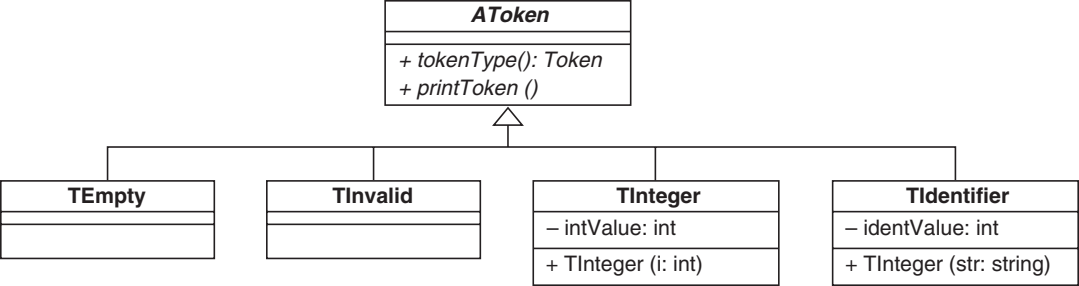 AToken
+ tokenType(): Token
+ printToken ()
TEmpty
TInvalid
TInteger
– intValue: int
+ TInteger (i: int)
TIdentifier
– identValue: int
+ TInteger (str: string)